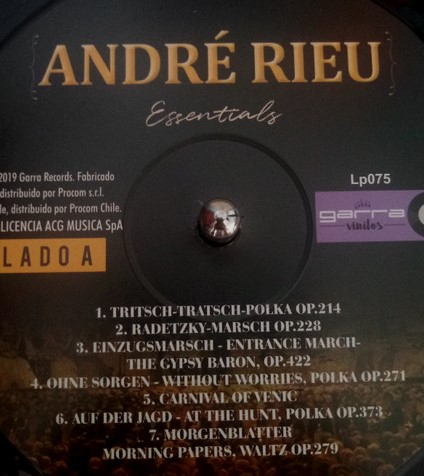 ANDRÉ RIEU
Essentials
2019 Garra Records. Fabricado
distribuido por Procom s.r.l.
le, distribuido por Procom Chile.
LICENCIA ACG MUSICA SpA
Lp075
garra
vinilos
LADO A
1. TRITSCH-TRATSCH-POLKA OP.214
2. RADETZKY-MARSCH OP.228
3. EINZUGSMARSCH - ENTRANCE MARCH-
THE GYPSY BARON, OP.422
4. OHNE SORGEN - WITHOUT WORRIES, POLKA OP.271
5. CARNIVAL OF VENIC
6. AUF DER JAGD - AT THE HUNT, POLKA OP.373
7. MORGENBLATTER
MORNING PAPERS, WALTZ OP.279